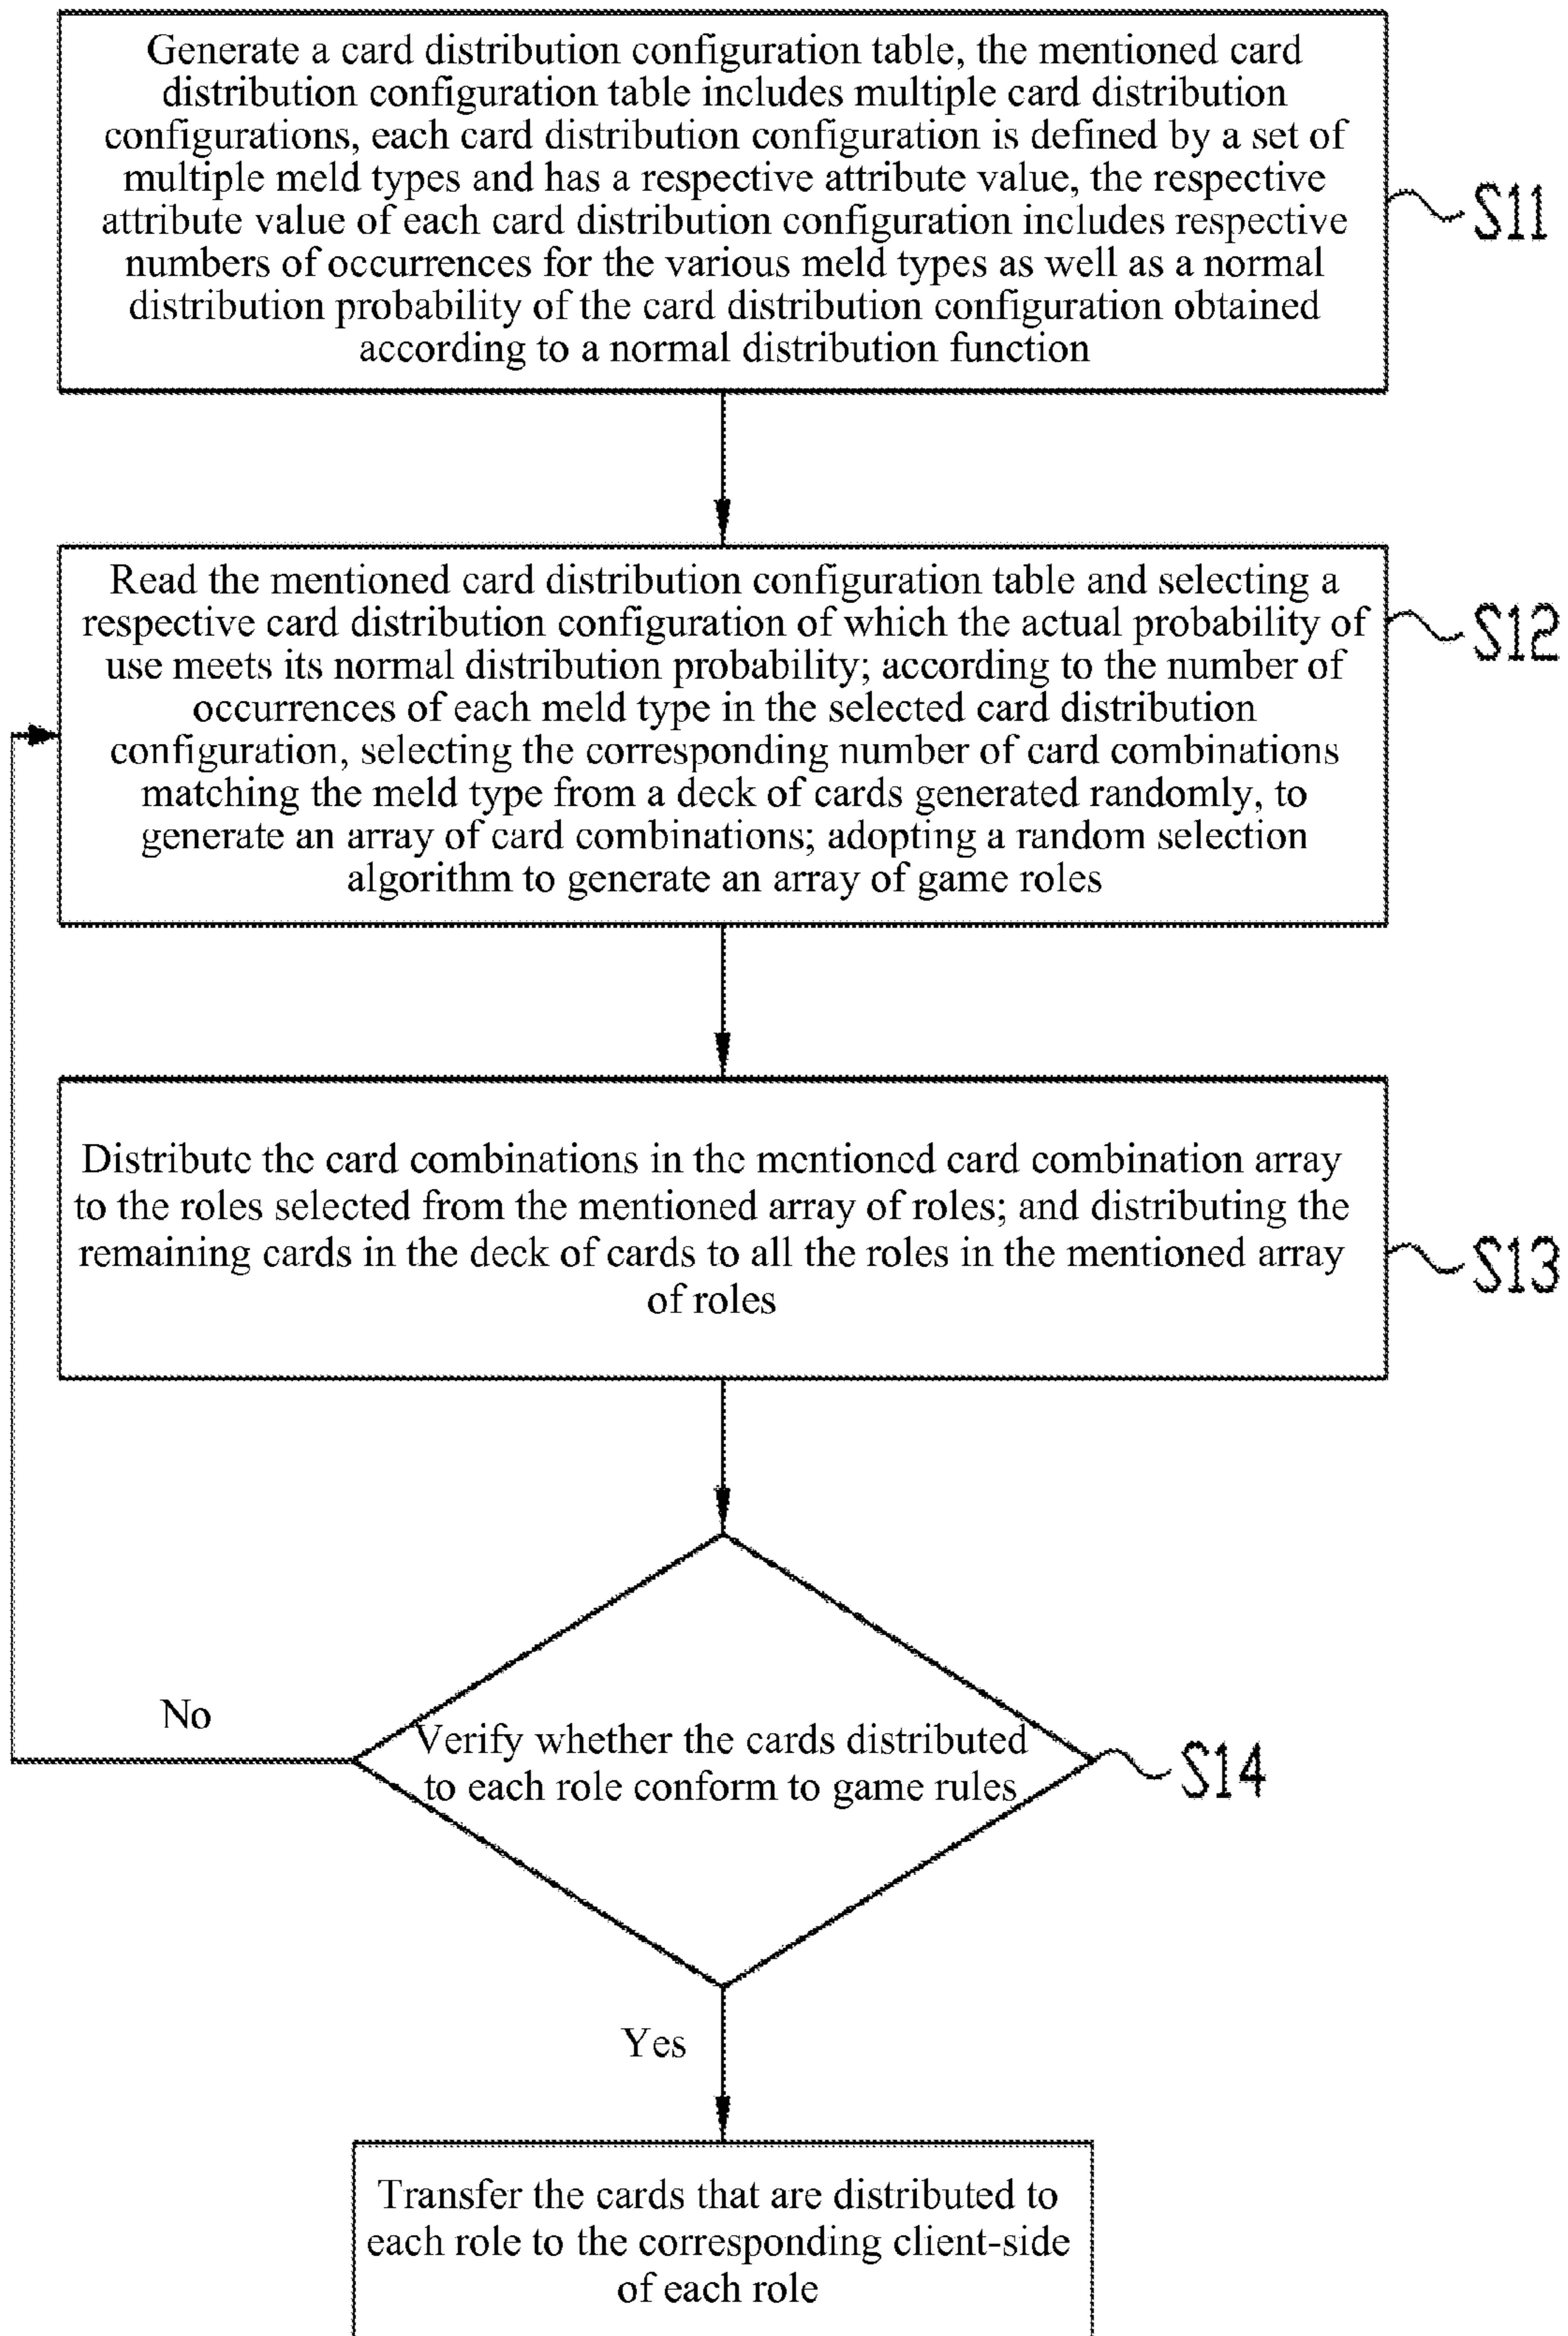 Generate a card distribution configuration table, the mentioned card
distribution configuration table includes multiple card distribution
configurations, each card distribution configuration is defined by a set of
multiple meld types and has a respective attribute value, the respective
attribute value of each card distribution configuration includes respective
numbers of occurrences for the various meld types as well as a normal
distribution probability of the card distribution configuration obtained
according to a normal distribution function
S11
Read the mentioned card distribution configuration table and selecting a
respective card distribution configuration of which the actual probability of
use meets its normal distribution probability; according to the number of
occurrences of each meld type in the selected card distribution
configuration, selecting the corresponding number of card combinations
matching the meld type from a deck of cards generated randomly, to
generate an array of card combinations; adopting a random selection
algorithm to generate an array of game roles
S12
Distribute the card combinations in the mentioned card combination array
to the roles selected from the mentioned array of roles; and distributing the
remaining cards in the deck of cards to all the roles in the mentioned array
of roles
S13
No
Verify whether the cards distributed
to each role conform to game rules
S14
Yes
Transfer the cards that are distributed to
each role to the corresponding client-side
of each role